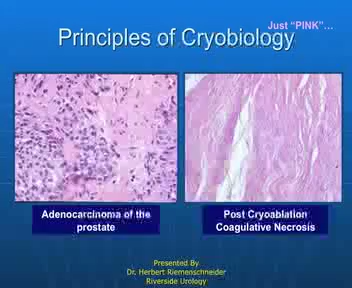 Just "PINK"...
Principles of Cryobiology
Adenocarcinoma of the
prostate
Post Cryoablation
Coagulative Necrosis
Presented By
Dr. Herbert Riemenschneider
Riverside Urology